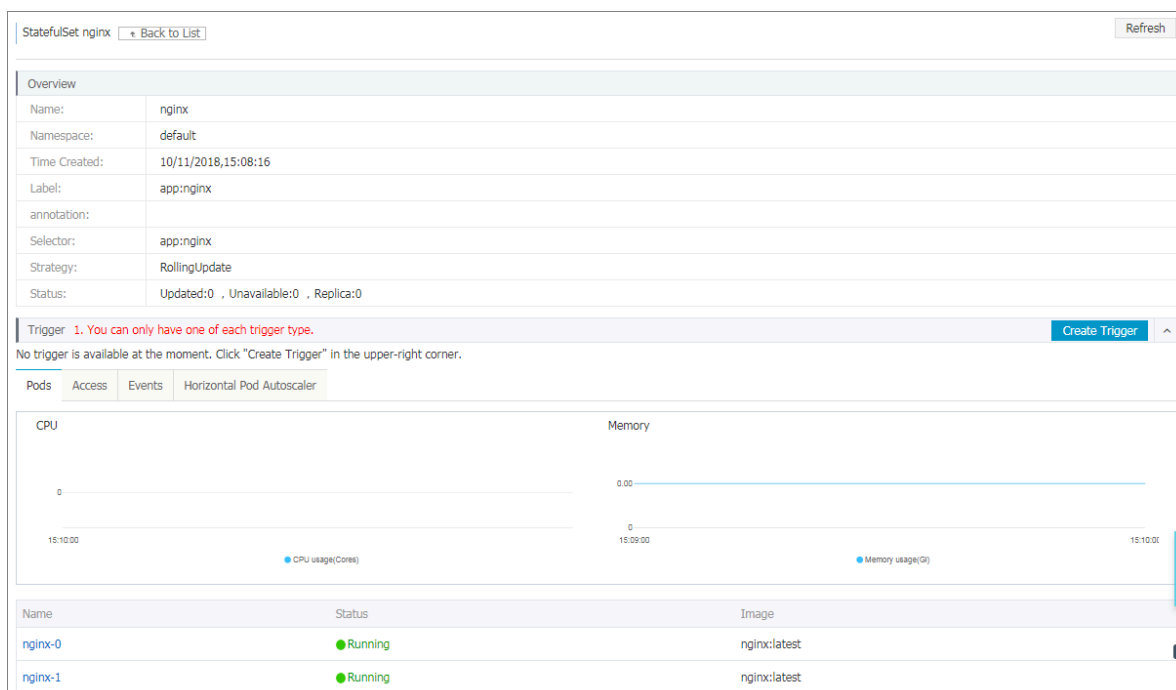 StatefulSet nginx Back to List Refresh
Overview
Name: nginx
Namespace: default
Time Created: 10/11/2018,15:08:16
Label: app:nginx
annotation:
Selector: app:nginx
Strategy: RollingUpdate
Status: Updated:0 , Unavailable:0 , Replica:0
Trigger 1. You can only have one of each trigger type. Create Trigger
No trigger is available at the moment. Click "Create Trigger" in the upper-right corner.
Pods Access Events Horizontal Pod Autoscaler
CPU Memory
0 0.00
0
15:10:00 15:09:00 15:10:00
CPU usage(Cores) Memory usage(GI)
Name Status Image
nginx-0 Running nginx:latest
nginx-1 Running nginx:latest